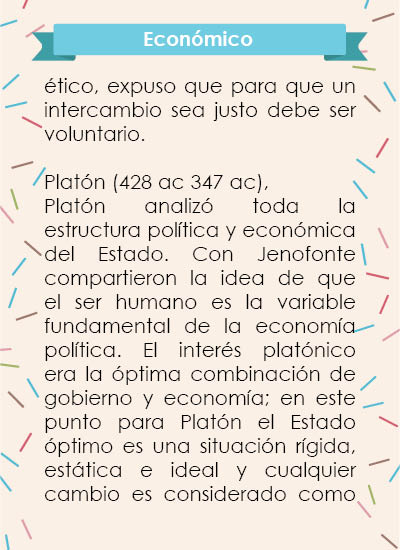 Económico
ético, expuso que para que un
intercambio sea justo debe ser
voluntario.
Platón (428 ac 347 ac),
Platón analizó toda la
estructura política y económica
del Estado. Con Jenofonte
compartieron la idea de que
el ser humano es la variable
fundamental de la economía
política. El interés platónico
era la óptima combinación de
gobierno y economía; en este
punto para Platón el Estado
óptimo es una situación rígida,
estática e ideal y cualquier
cambio es considerado como